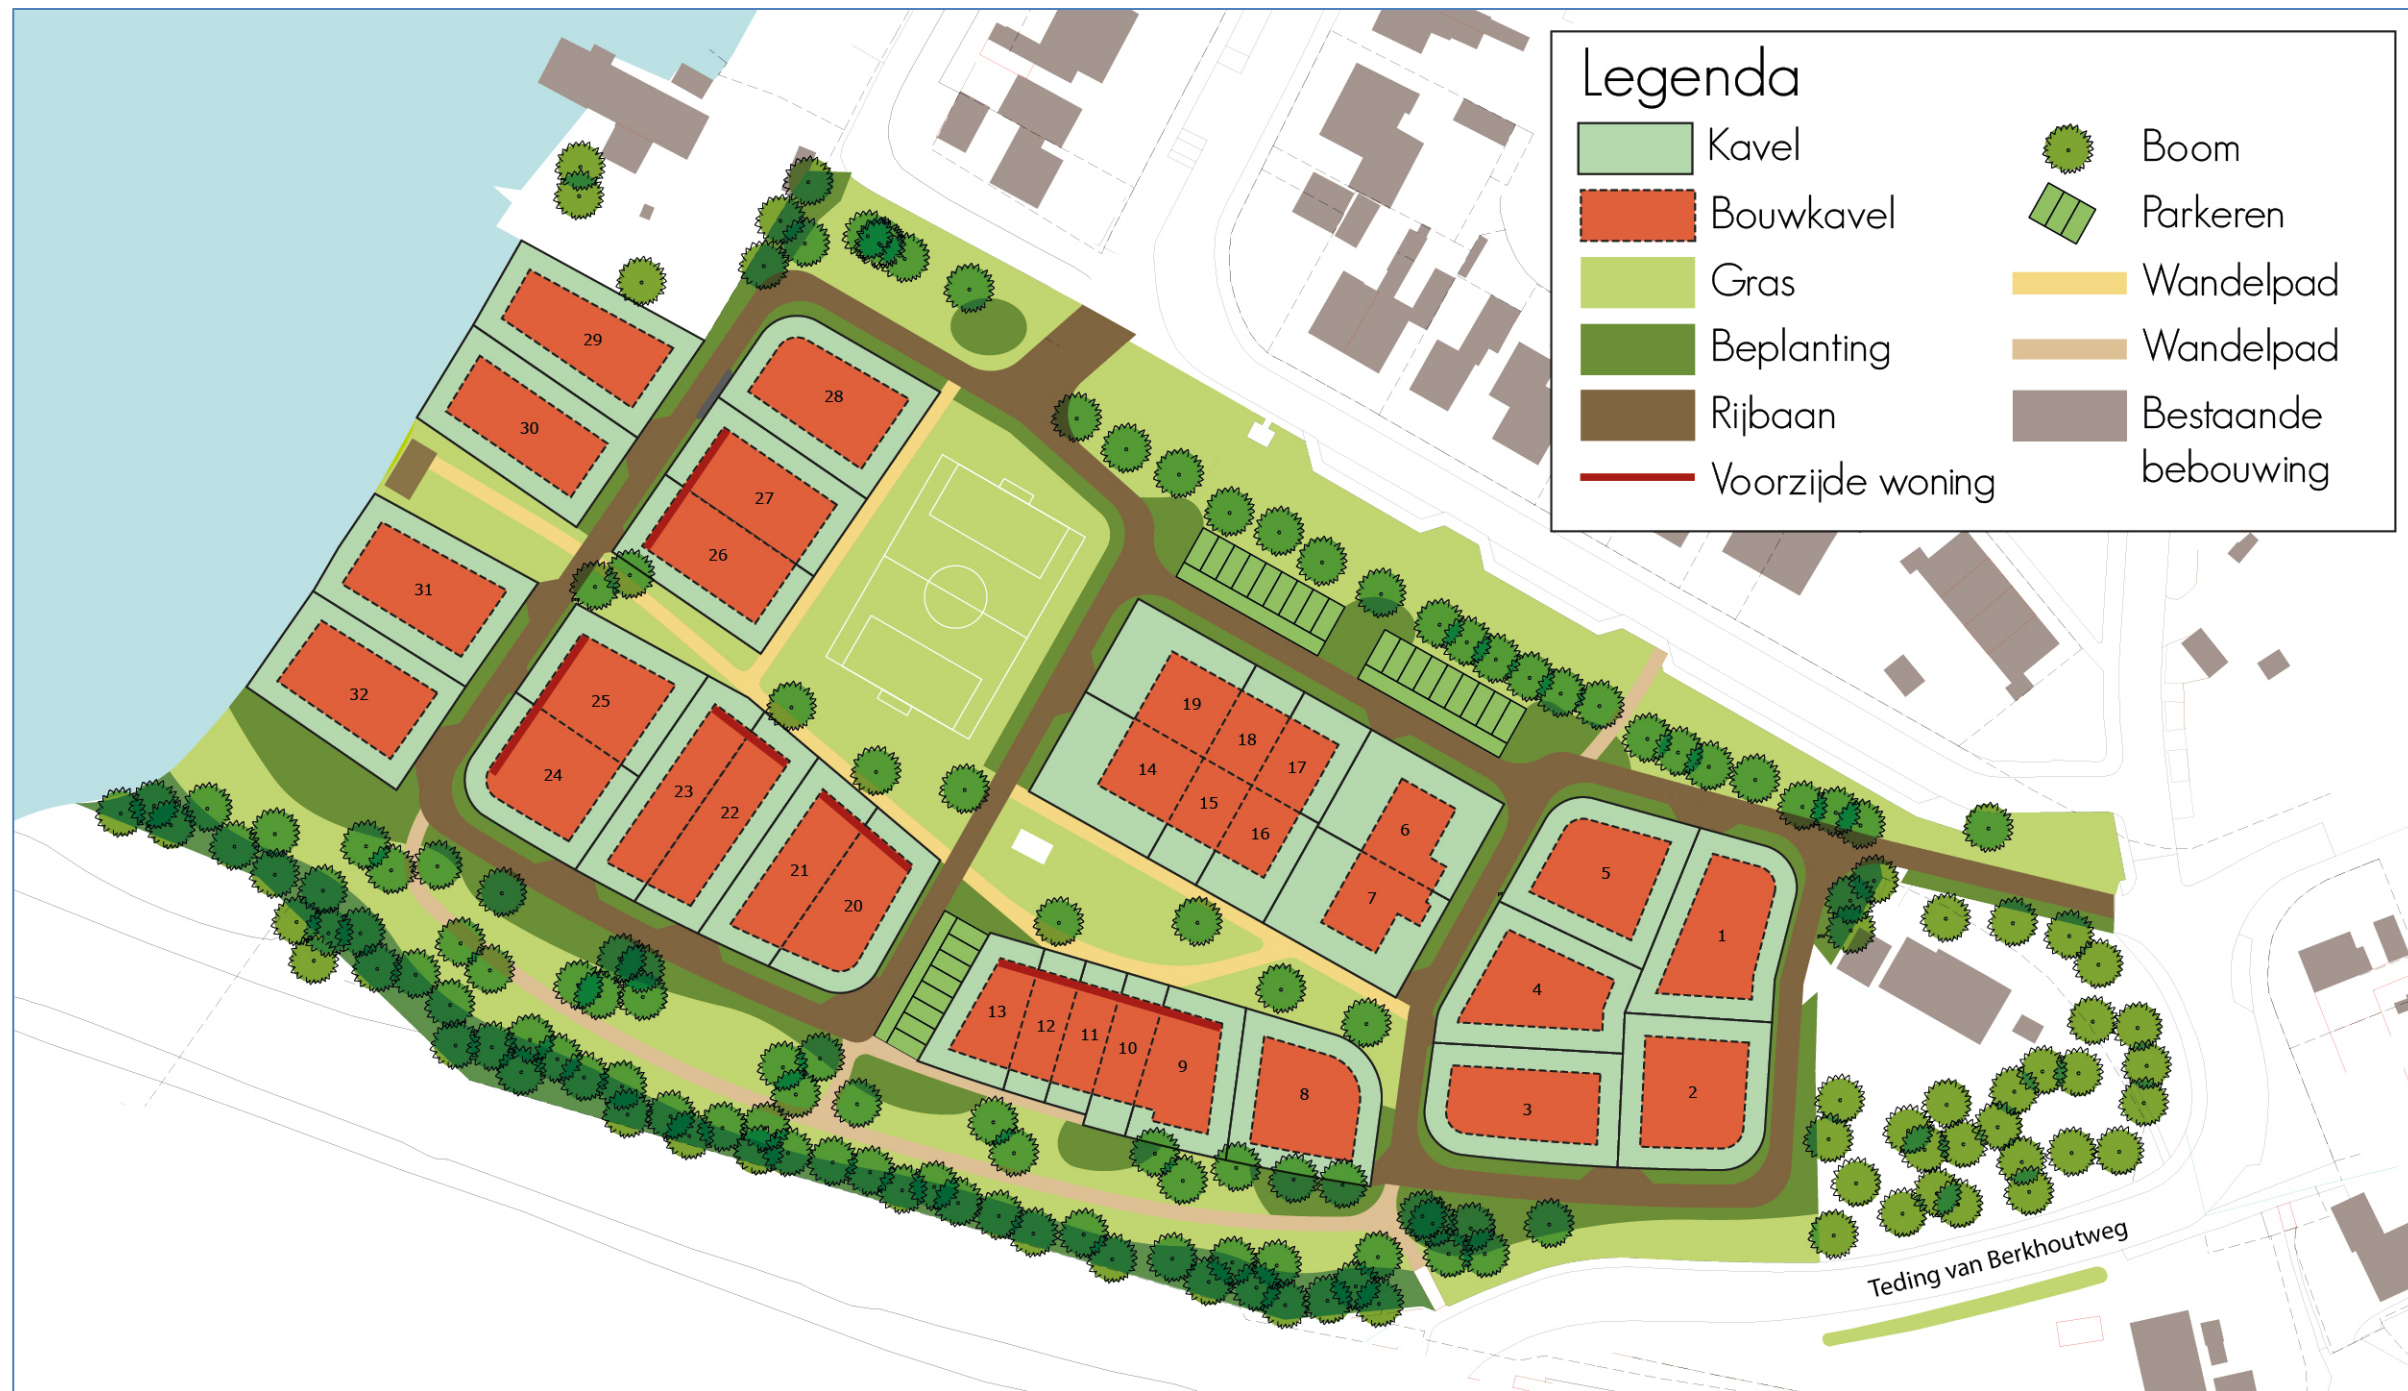 Legenda
Kavel
Boom
Bouwkavel
Parkeren
Gras
Wandelpad
Beplanting
Wandelpad
Rijbaan
Bestaande
bebouwing
Voorzijde woning
29
28
30
27
26
31
32
25
24
23
22
21
20
19
18
17
14
15
16
6
7
5
1
4
2
3
13
12
11
10
9
8
Teding van Berkhoutweg